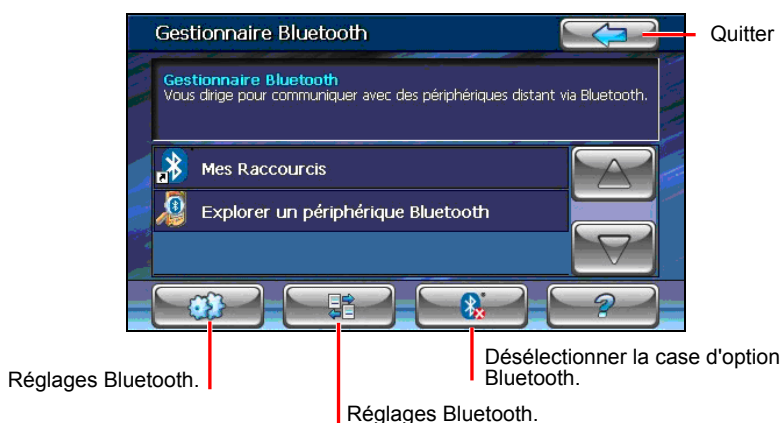 Gestionnaire Bluetooth
Quitter
Gestionnaire Bluetooth
Vous dirige pour communiquer avec des périphériques distant via Bluetooth.
Mes Raccourcis
Explorer un périphérique Bluetooth
?
Désélectionner la case d'option
Bluetooth.
Réglages Bluetooth.
Réglages Bluetooth.